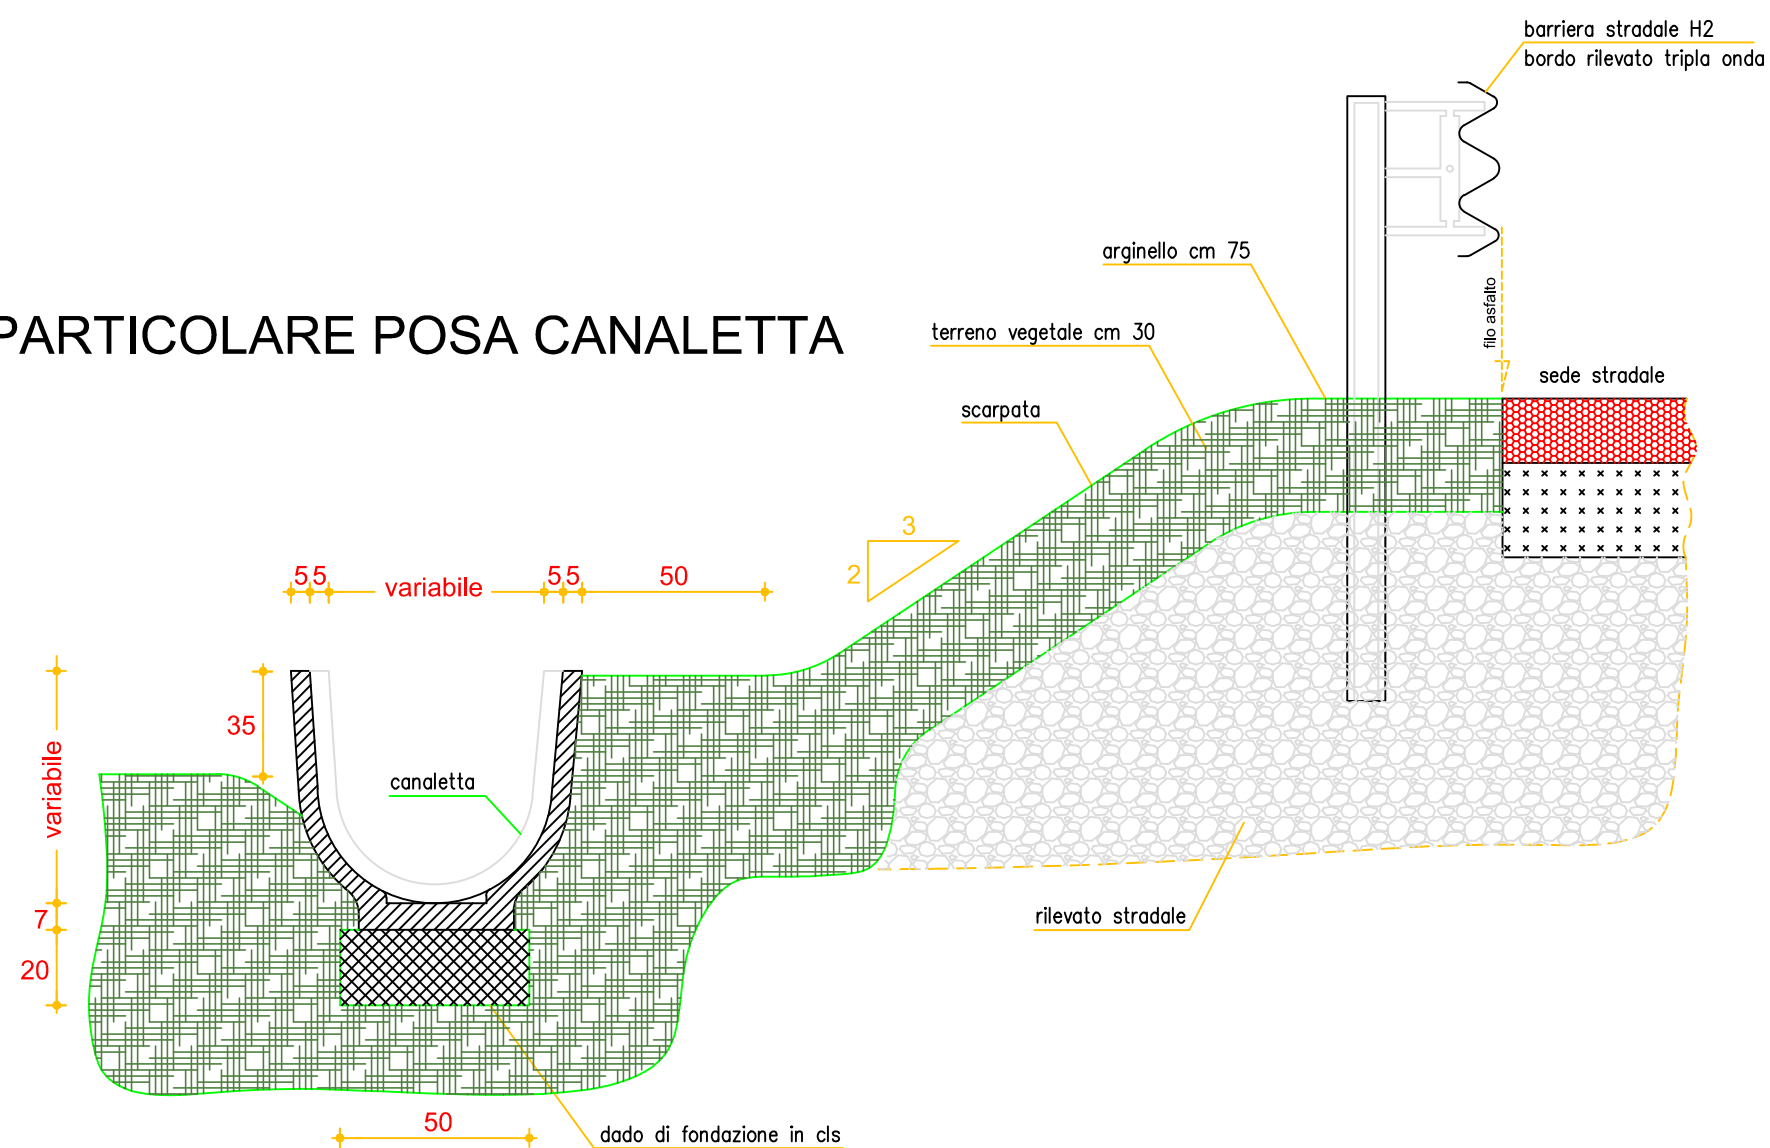 barriera stradale H2
bordo rilevato tripla onda
arginello cm 75
filo asfalto
PARTICOLARE POSA CANALETTA
terreno vegetale cm 30
sede stradale
scarpata
3
2
5 5
variabile
5 5
50
35
variabile
canaletta
7
20
rilevato stradale
50
dado di fondazione in cls